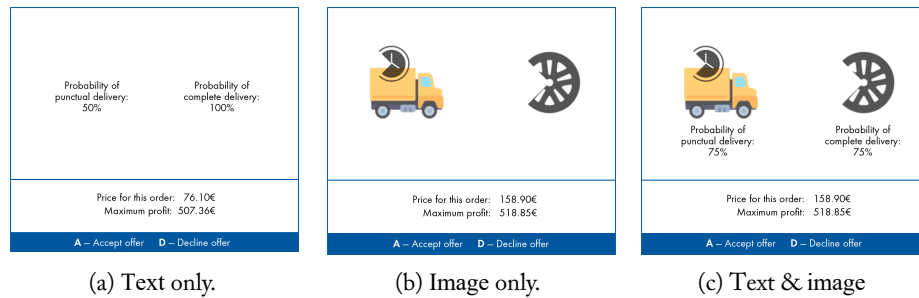 Probability of
punctual delivery:
50%
Probability of
complete delivery:
100%
Price for this order: 76.10€
Maximum profit: 507.36€
A – Accept offer D – Decline offer
(a) Text only.
Price for this order: 158.90€
Maximum profit: 518.85€
A – Accept offer D – Decline offer
(b) Image only.
Probability of
punctual delivery:
75%
Probability of
complete delivery:
75%
Price for this order: 158.90€
Maximum profit: 518.85€
A – Accept offer D – Decline offer
(c) Text & image